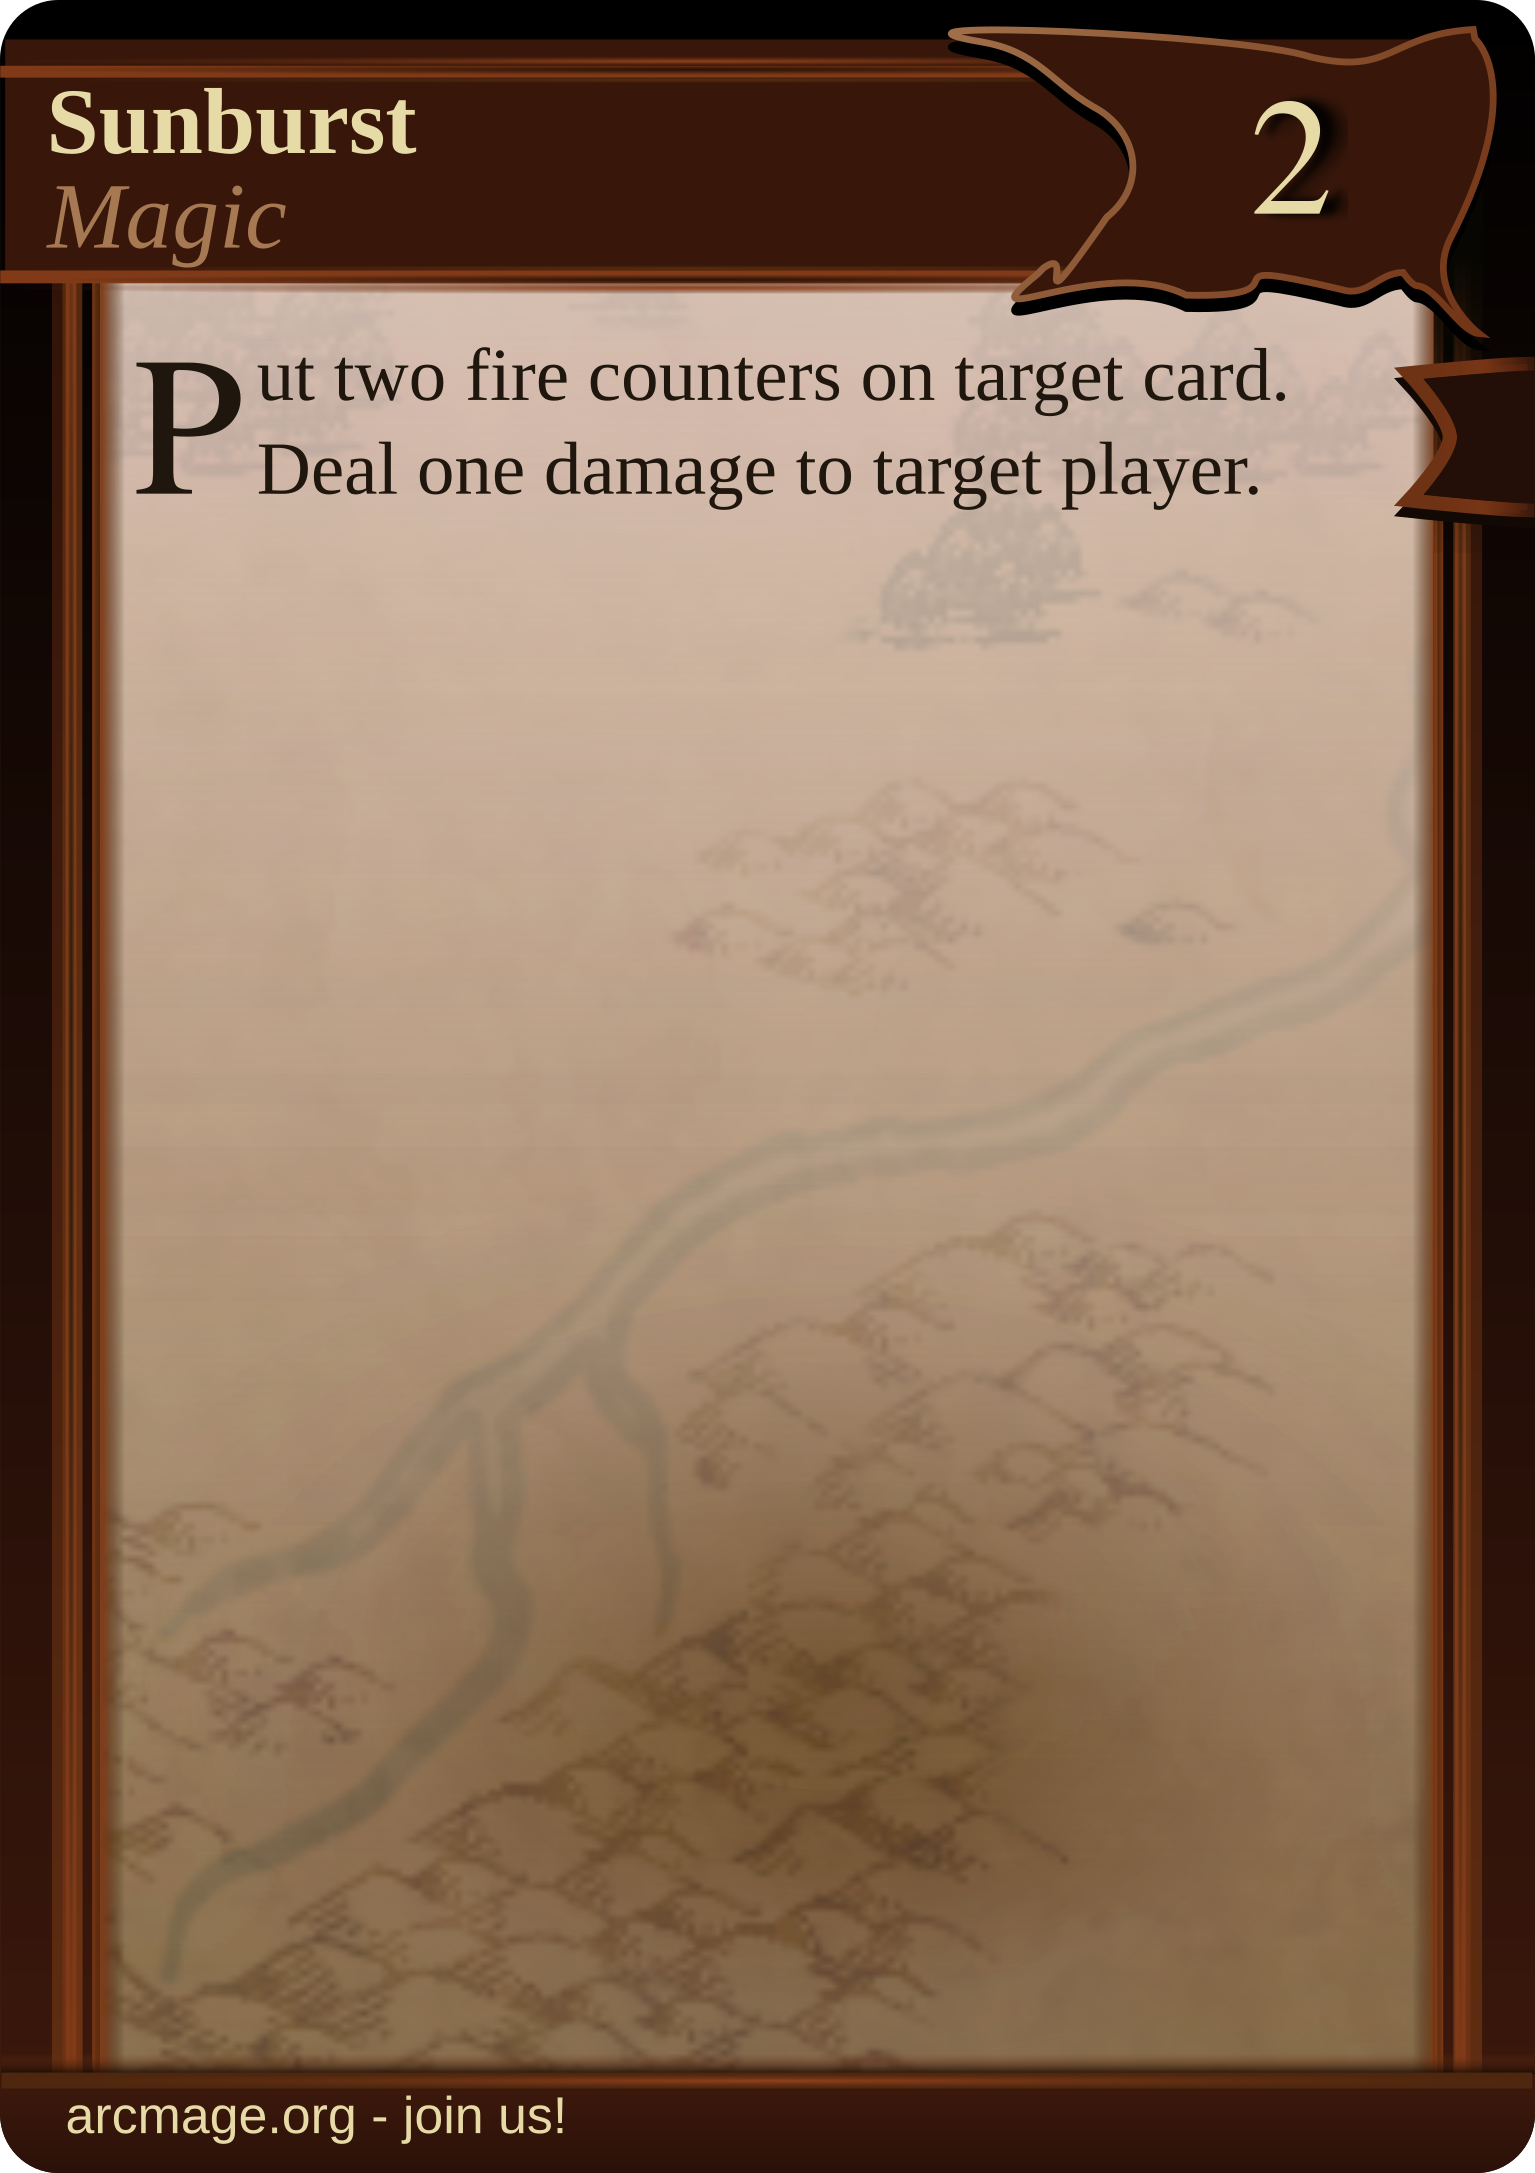 Sunburst
2
Magic
Put two fire counters on target card.
Deal one damage to target player.
arcmage.org - join us!